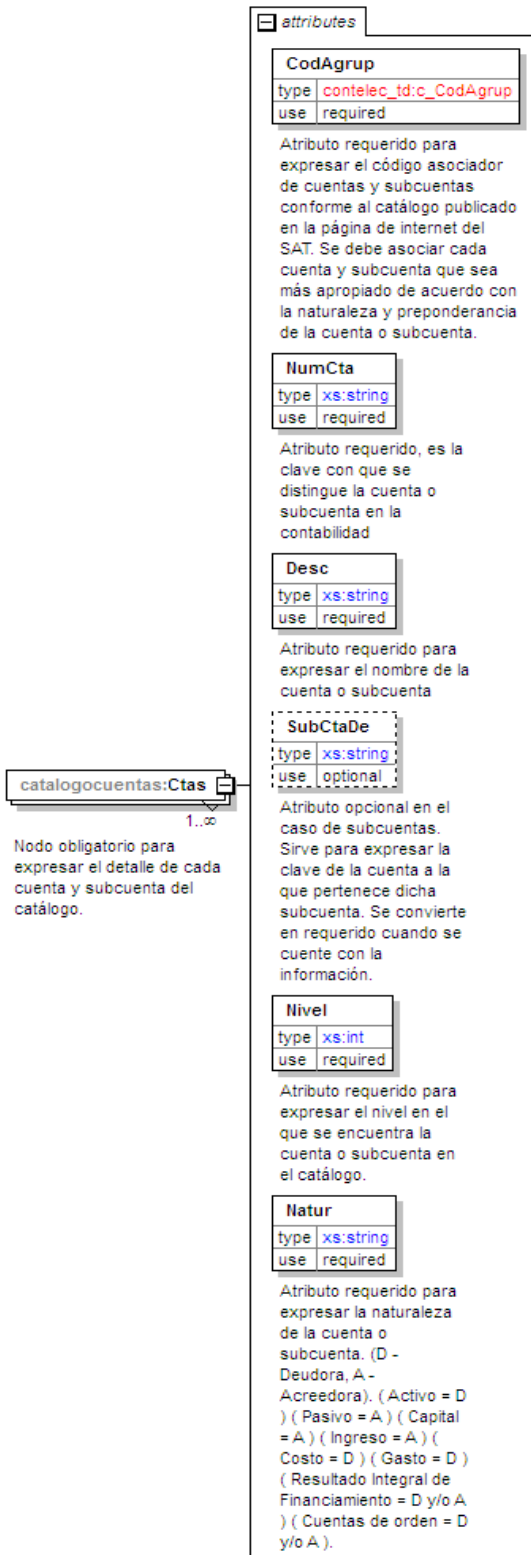 attributes
CodAgrup
type contelec_td:c_CodAgrup
use required
Atributo requerido para
expresar el código asociador
de cuentas y subcuentas
conforme al catálogo publicado
en la página de internet del
SAT. Se debe asociar cada
cuenta y subcuenta que sea
más apropiado de acuerdo con
la naturaleza y preponderancia
de la cuenta o subcuenta.
NumCta
type xs:string
use required
Atributo requerido, es la
clave con que se
distingue la cuenta o
subcuenta en la
contabilidad
Desc
type xs:string
use required
Atributo requerido para
expresar el nombre de la
cuenta o subcuenta
SubCtaDe
type xs:string
use optional
Atributo opcional en el
caso de subcuentas.
Sirve para expresar la
clave de la cuenta a la
que pertenece dicha
subcuenta. Se convierte
en requerido cuando se
cuente con la
información.
catalogocuentas:Ctas
1..∞
Nodo obligatorio para
expresar el detalle de cada
cuenta y subcuenta del
catálogo.
Nivel
type xs:int
use required
Atributo requerido para
expresar el nivel en el
que se encuentra la
cuenta o subcuenta en
el catálogo.
Natur
type xs:string
use required
Atributo requerido para
expresar la naturaleza
de la cuenta o
subcuenta. (D -
Deudora, A -
Acreedora). ( Activo = D
) ( Pasivo = A ) ( Capital
= A ) ( Ingreso = A ) (
Costo = D ) ( Gasto = D )
( Resultado Integral de
Financiamiento = D y/o A
) ( Cuentas de orden = D
y/o A ).